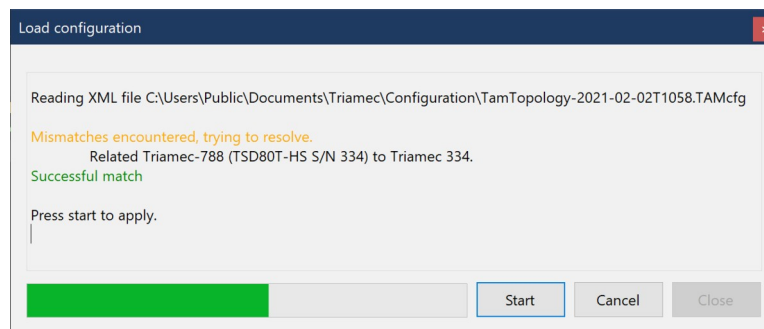 Load configuration
Reading XML file C:\Users\Public\Documents\Triamec\Configuration\TamTopology-2021-02-02T1058.TAMcfg
Mismatches encountered, trying to resolve.
Related Triamec-788 (TSD80T-HS S/N 334) to Triamec 334.
Successful match
Press start to apply.
Start Cancel Close